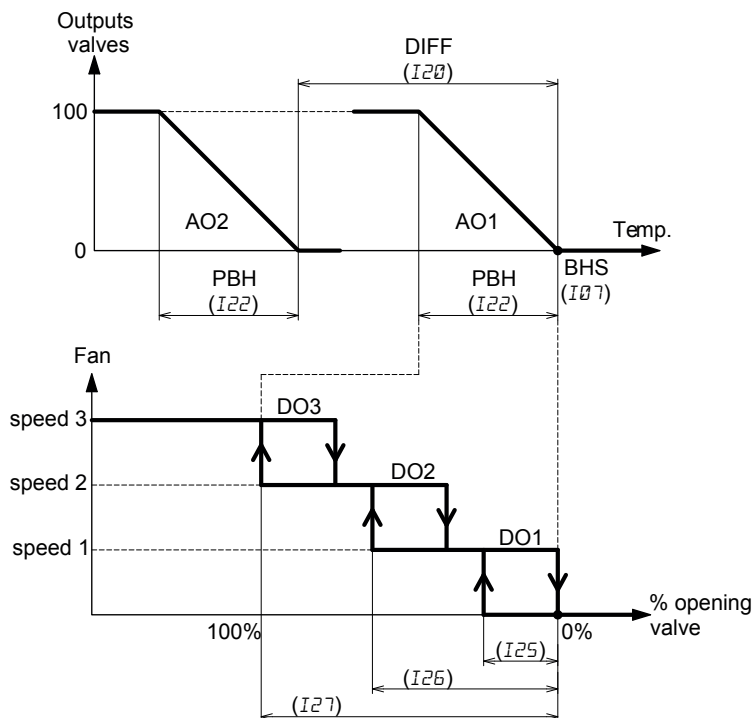 Outputs
valves
DIFF
(I20)
100
AO2
AO1
Temp.
0
PBH
(I22)
PBH
(I22)
BHS
(I07)
Fan
speed 3
DO3
speed 2
DO2
speed 1
DO1
100%
0%
% opening
valve
(I25)
(I26)
(I27)